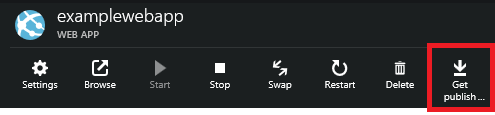 examplewebapp
WEB APP
Settings
Browse
Start
Stop
Swap
Restart
Delete
Get
publish ...